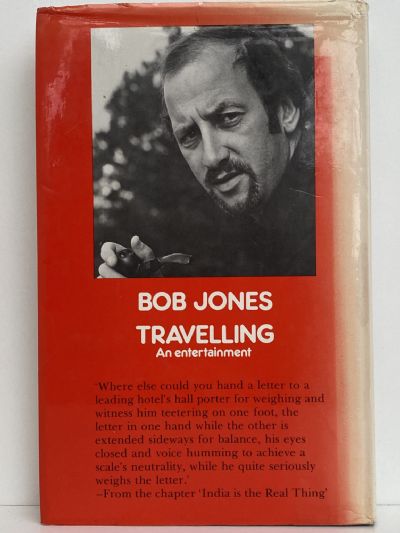 BOB JONES
TRAVELLING
An entertainment
'Where else could you hand a letter to a
leading hotel's hall porter for weighing and
witness him teetering on one foot, the
letter in one hand while the other is
extended sideways for balance, his eyes
closed and voice humming to achieve a
scale's neutrality, while he quite seriously
weighs the letter.'
–From the chapter 'India is the Real Thing'